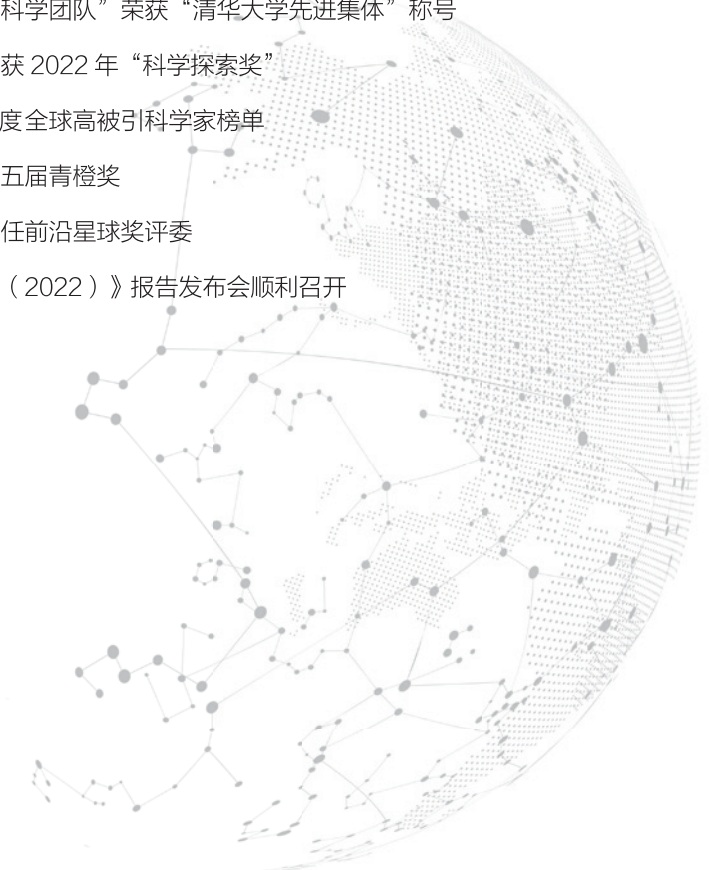 科学团队”荣获“清华大学先进集体”称号
获 2022 年“科学探索奖”
度全球高被引科学家榜单
五届青橙奖
任前沿星球奖评委
（2022）》报告发布会顺利召开